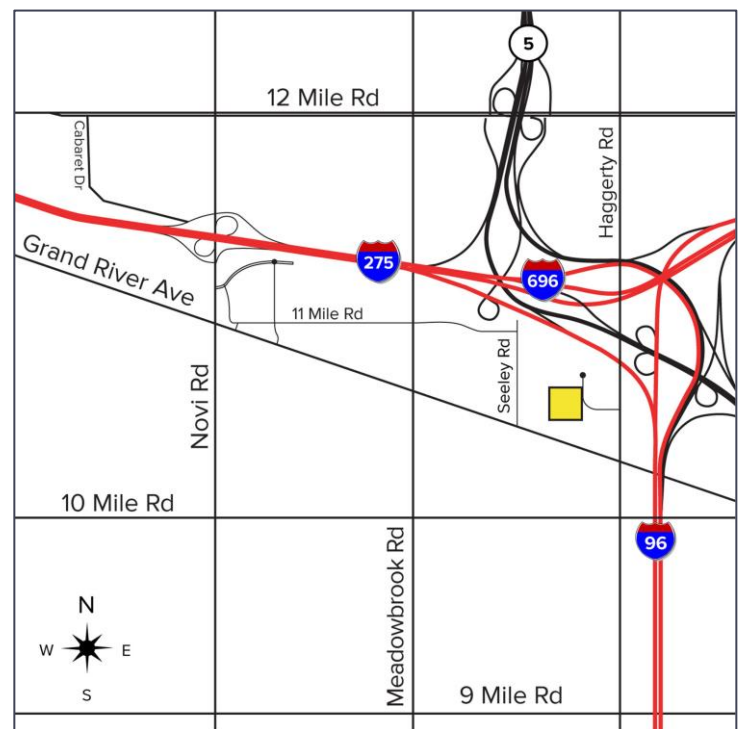 5
12 Mile Rd
Cabaret Dr
Haggerty Rd
Grand River Ave
275
696
11 Mile Rd
Seeley Rd
Novi Rd
10 Mile Rd
Meadowbrook Rd
96
N
W E
S
9 Mile Rd